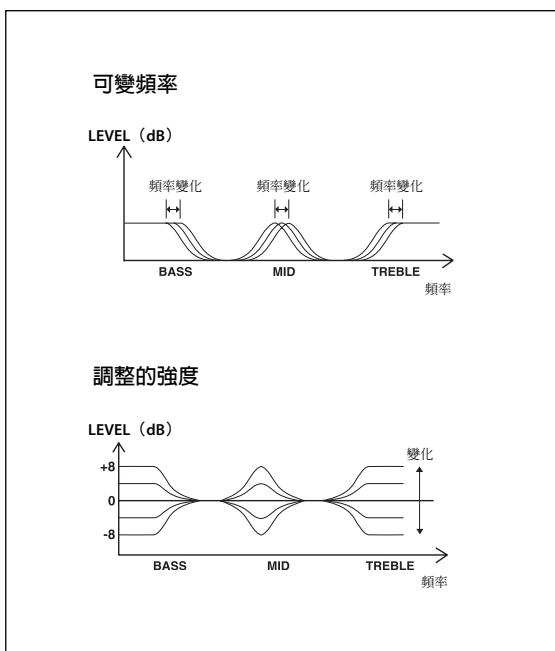 可變頻率
LEVEL（dB）
頻率變化 頻率變化 頻率變化
BASS MID TREBLE
頻率
調整的強度
LEVEL（dB）
變化
+8
0
-8
BASS MID TREBLE
頻率